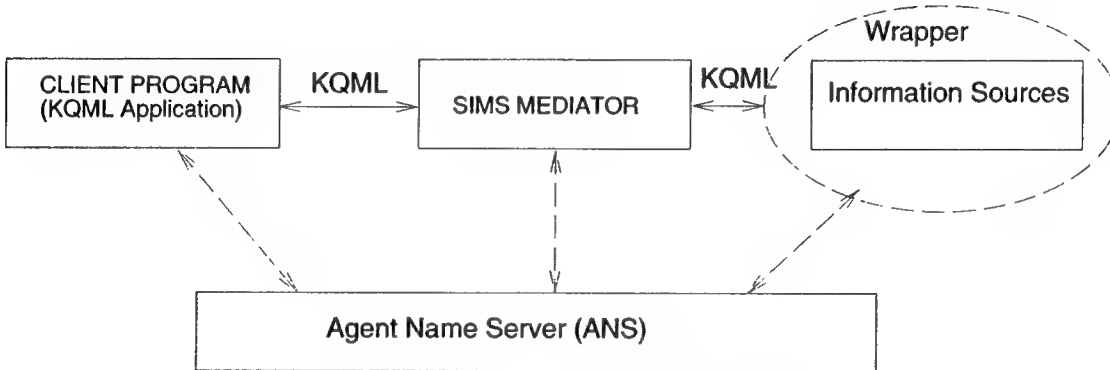 Wrapper
CLIENT PROGRAM
(KQML Application)
KQML
SIMS MEDIATOR
KQML
Information Sources
Agent Name Server (ANS)